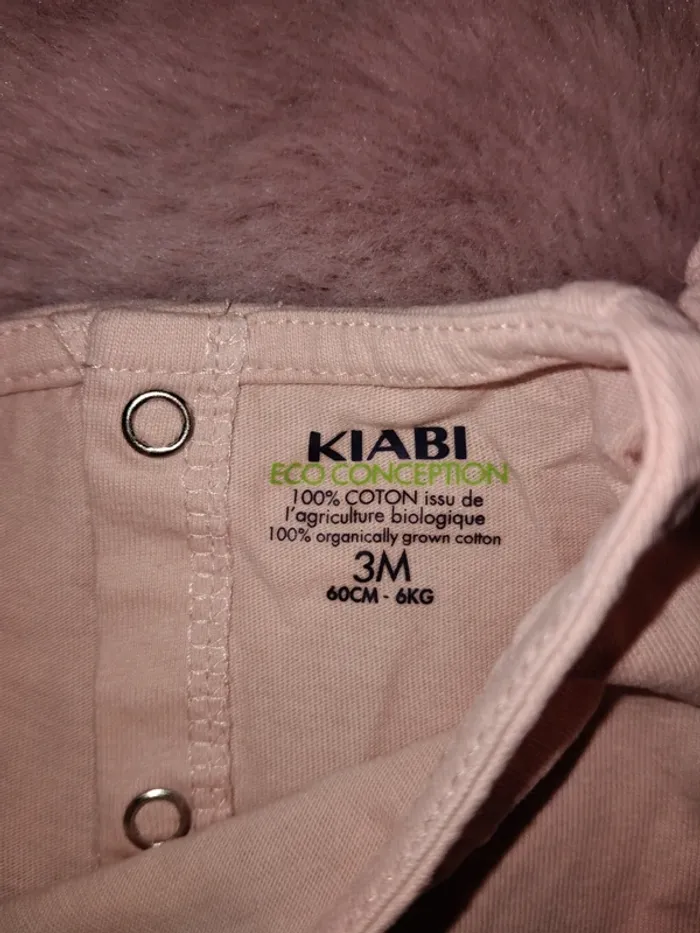 KIABI
ECO CONCEPTION
100% COTON issu de
l'agriculture biologique
100% organically grown cotton
3M
60CM - 6KG